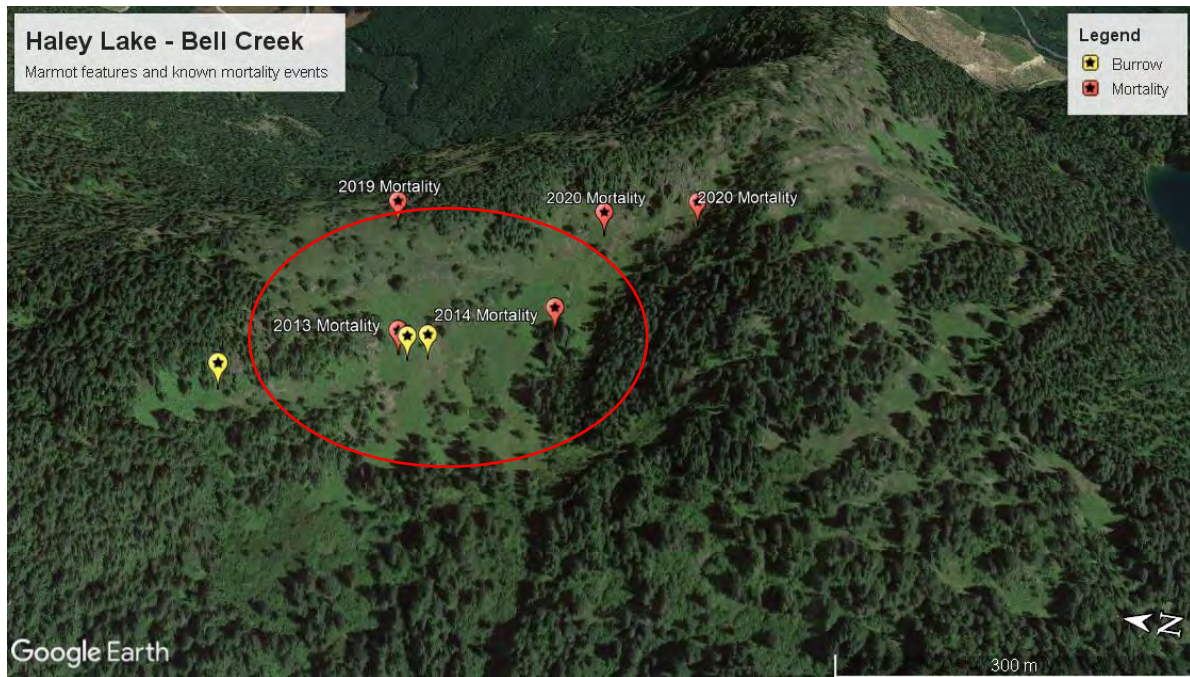 Haley Lake - Bell Creek
Marmot features and known mortality events
Legend
Burrow
Mortality
2019 Mortality
2020 Mortality
2020 Mortality
2013 Mortality
2014 Mortality
Google Earth
N
300 m